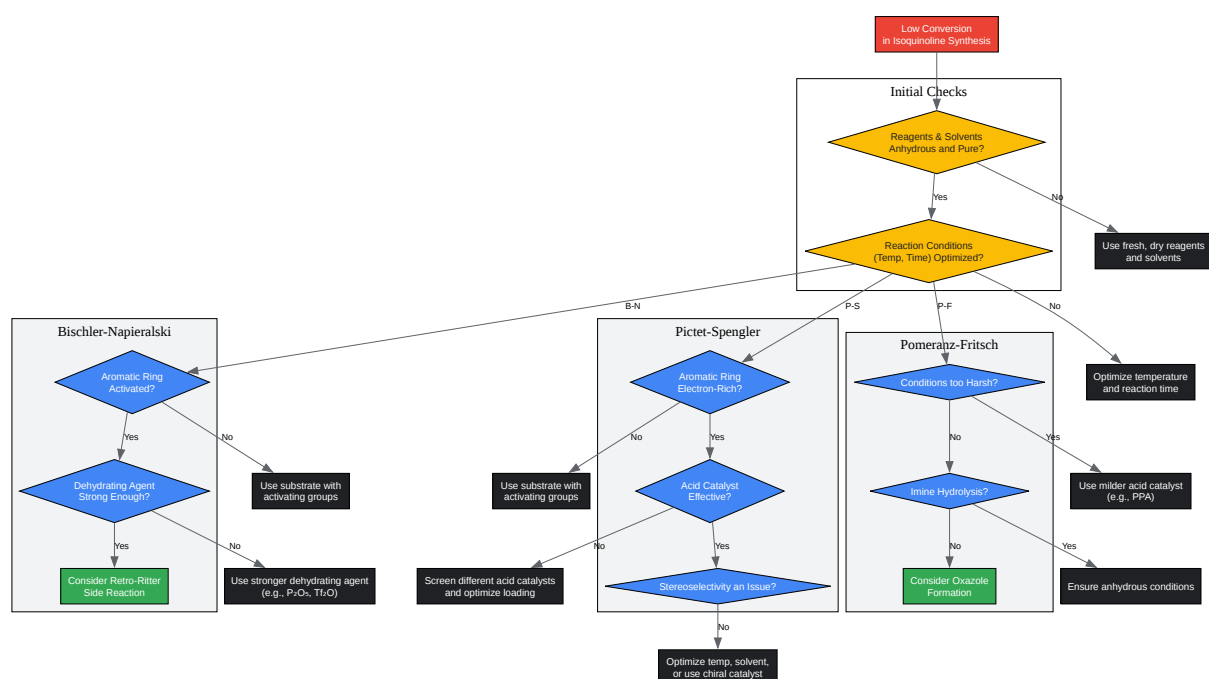 Low Conversion
in Isoquinoline Synthesis
Initial Checks
Reagents & Solvents
Anhydrous and Pure?
Yes
No
Use fresh, dry reagents
and solvents
Reaction Conditions
(Temp, Time) Optimized?
B-N
P-S
P-F
No
Optimize temperature
and reaction time
Bischler-Napieralski
Aromatic Ring
Activated?
Yes
No
Use substrate with
activating groups
Dehydrating Agent
Strong Enough?
Yes
No
Consider Retro-Ritter
Side Reaction
Use stronger dehydrating agent
(e.g., P₂O₅, Tf₂O)
Pictet-Spengler
Aromatic Ring
Electron-Rich?
No
Yes
Use substrate with
activating groups
Acid Catalyst
Effective?
No
Yes
Screen different acid catalysts
and optimize loading
Stereoselectivity an Issue?
No
Optimize temp, solvent,
or use chiral catalyst
Pomeranz-Fritsch
Conditions too Harsh?
No
Yes
Use milder acid catalyst
(e.g., PPA)
Imine Hydrolysis?
No
Yes
Consider Oxazole
Formation
Ensure anhydrous conditions